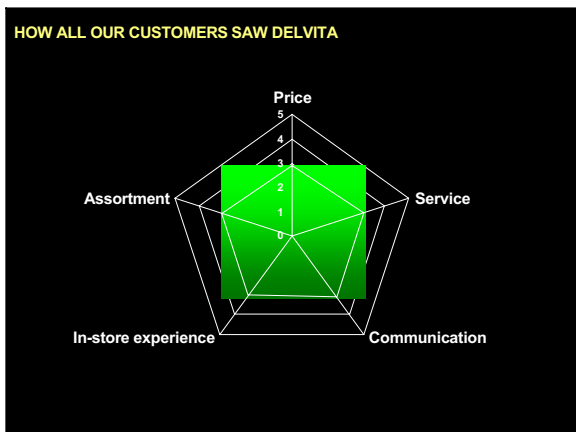 HOW ALL OUR CUSTOMERS SAW DELVITA
Price
5
4
3
2
1
0
Assortment
Service
In-store experience
Communication